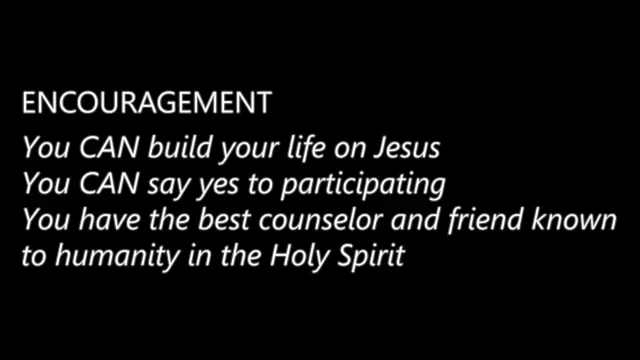 ENCOURAGEMENT
You CAN build your life on Jesus
You CAN say yes to participating
You have the best counselor and friend known
to humanity in the Holy Spirit